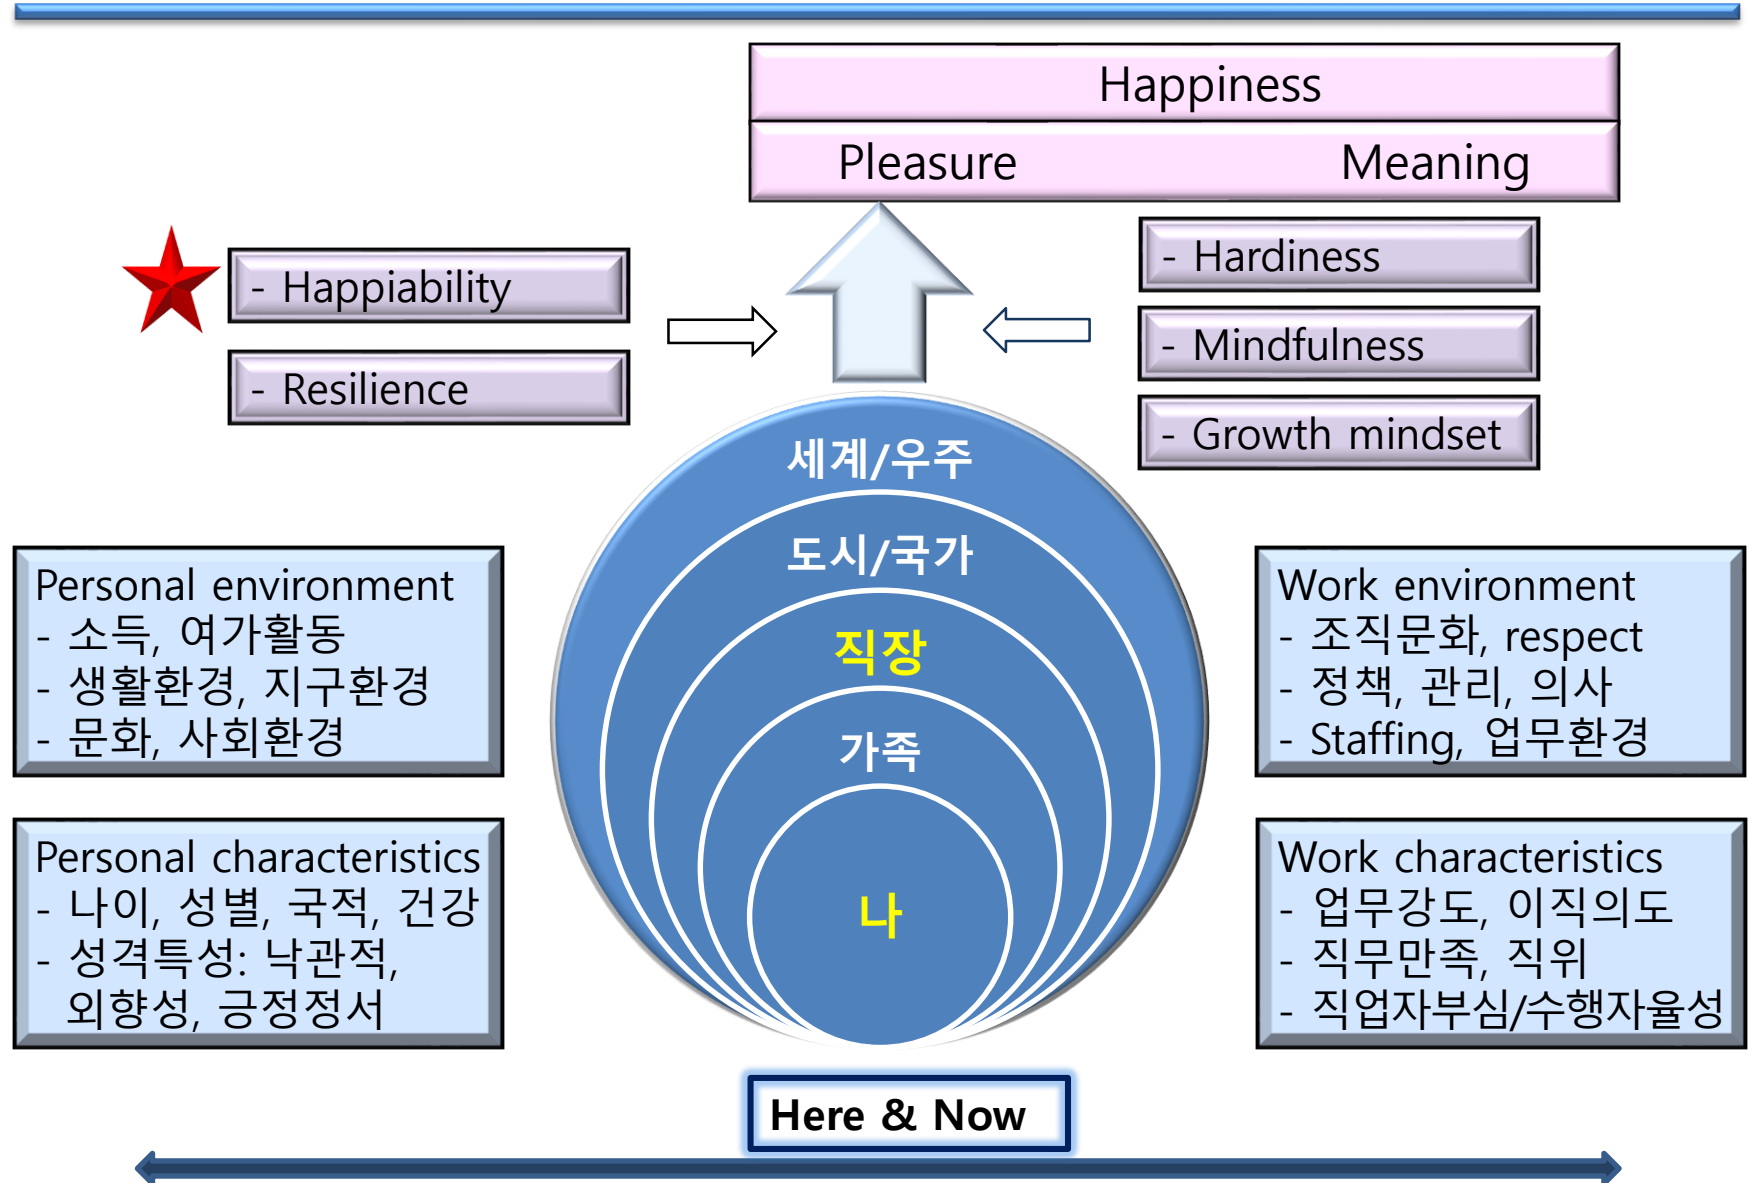 Happiness
Pleasure Meaning
- Happiability
- Resilience
- Hardiness
- Mindfulness
- Growth mindset
세계/우주
도시/국가
직장
가족
나
Personal environment
- 소득, 여가활동
- 생활환경, 지구환경
- 문화, 사회환경
Personal characteristics
- 나이, 성별, 국적, 건강
- 성격특성: 낙관적,
외향성, 긍정정서
Work environment
- 조직문화, respect
- 정책, 관리, 의사
- Staffing, 업무환경
Work characteristics
- 업무강도, 이직의도
- 직무만족, 직위
- 직업자부심/수행자율성
Here & Now